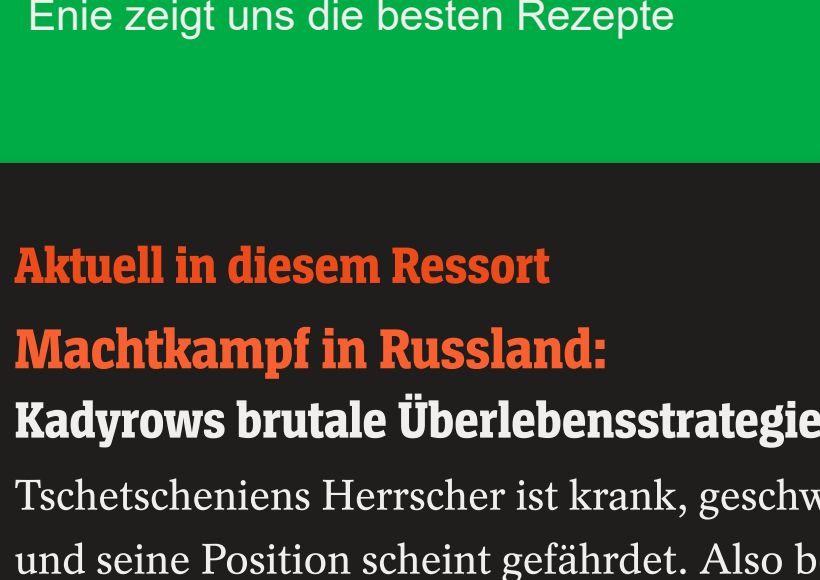 Enie zeigt uns die besten Rezepte
Aktuell in diesem Ressort
Machtkampf in Russland:
Kadyrows brutale Überlebensstrategie
Tschetscheniens Herrscher ist krank,
und seine Position scheint gefährdet. Also